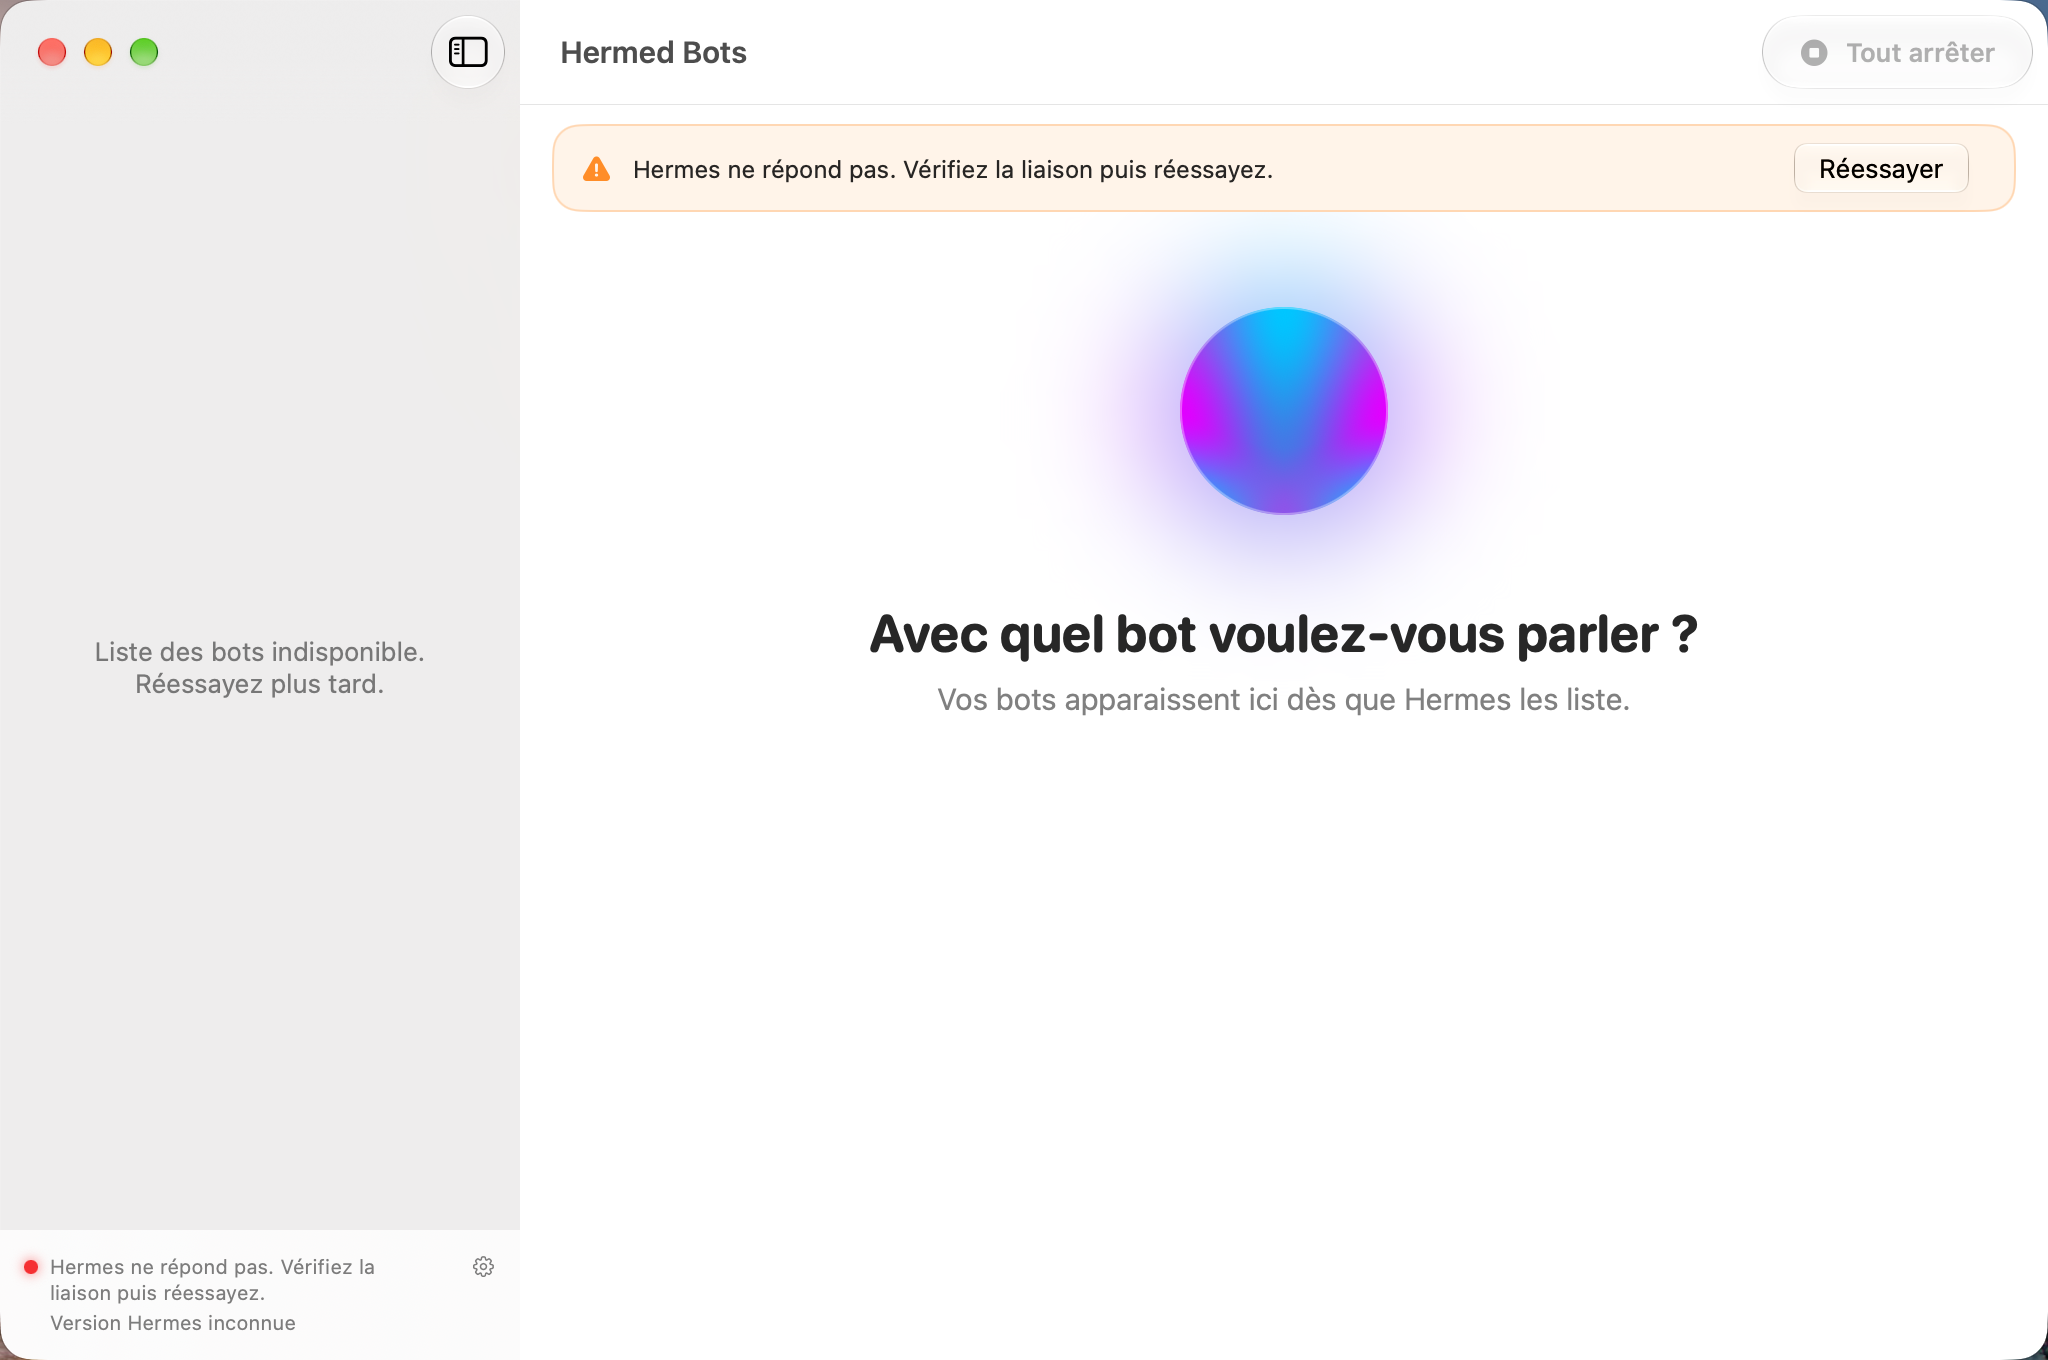 Hermed Bots
Tout arrêter
Hermes ne répond pas. Vérifiez la liaison puis réessayez.
Réessayer
Liste des bots indisponible.
Réessayez plus tard.
Avec quel bot voulez-vous parler ?
Vos bots apparaissent ici dès que Hermes les liste.
Hermes ne répond pas. Vérifiez la
liaison puis réessayez.
Version Hermes inconnue